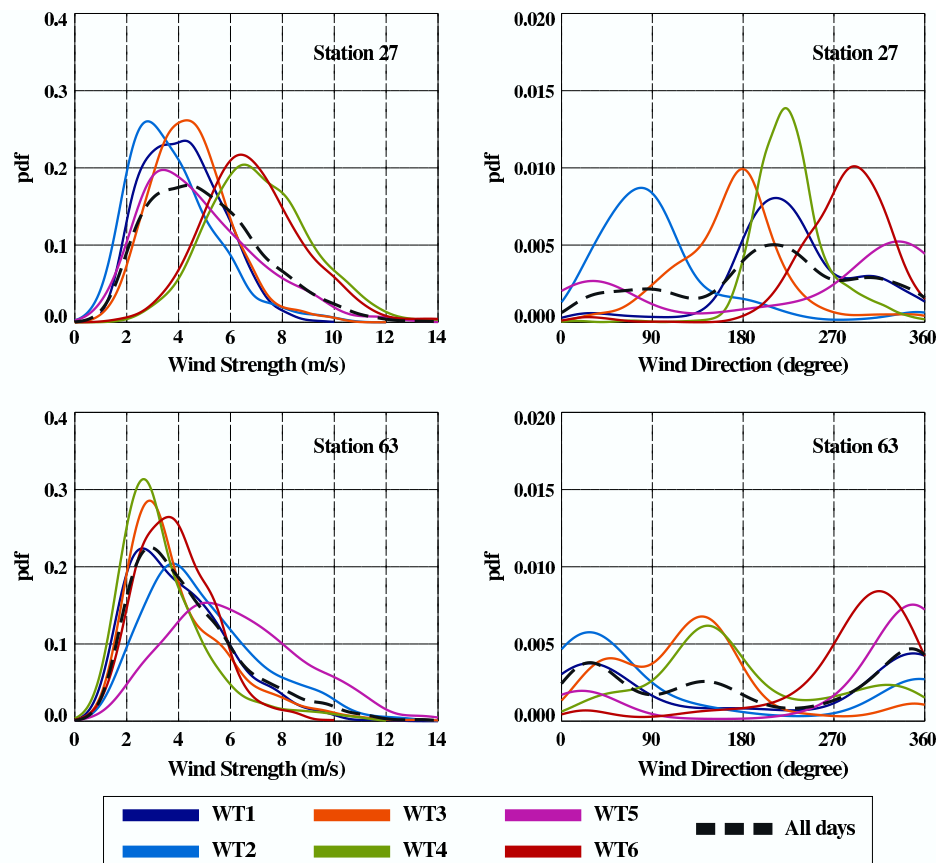 0.4
0.3
0.2
0.1
0.0
pdf
Station 27
0 2 4 6 8 10 12 14
Wind Strength (m/s)
0.020
0.015
0.010
0.005
0.000
pdf
Station 27
0 90 180 270 360
Wind Direction (degree)
0.4
0.3
0.2
0.1
0.0
pdf
Station 63
0 2 4 6 8 10 12 14
Wind Strength (m/s)
0.020
0.015
0.010
0.005
0.000
pdf
Station 63
0 90 180 270 360
Wind Direction (degree)
WT1 WT3 WT5
All days
WT2 WT4 WT6